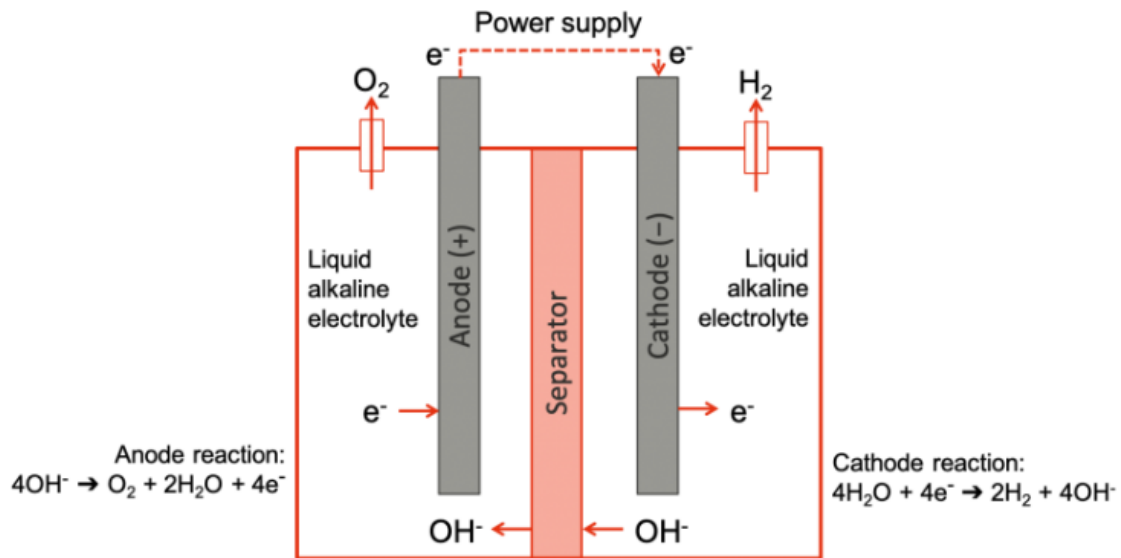 Power supply
e⁻ e⁻
O₂ H₂
Anode (+)
Separator
Cathode (−)
Liquid
alkaline
electrolyte
Liquid
alkaline
electrolyte
e⁻ e⁻
Anode reaction:
4OH⁻ ➔ O₂ + 2H₂O + 4e⁻
Cathode reaction:
4H₂O + 4e⁻ ➔ 2H₂ + 4OH⁻
OH⁻ OH⁻